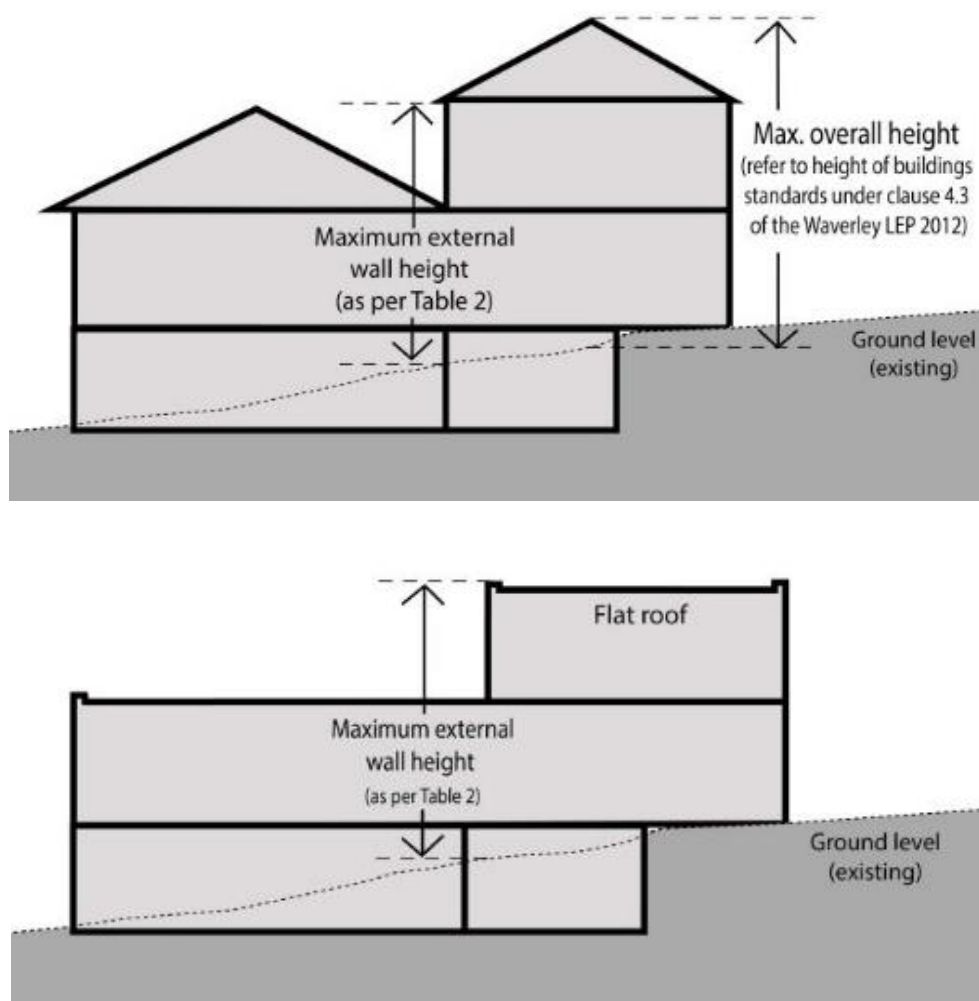 Max. overall height
(refer to height of buildings
standards under clause 4.3
of the Waverley LEP 2012)
Maximum external
wall height
(as per Table 2)
Ground level
(existing)
Flat roof
Maximum external
wall height
(as per Table 2)
Ground level
(existing)